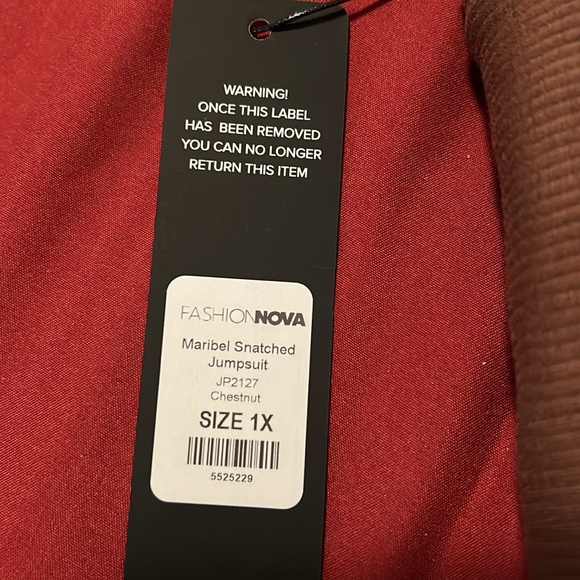 WARNING!
ONCE THIS LABEL
HAS BEEN REMOVED
YOU CAN NO LONGER
RETURN THIS ITEM
FASHIONNOVA
Maribel Snatched
Jumpsuit
JP2127
Chestnut
SIZE 1X
5525229